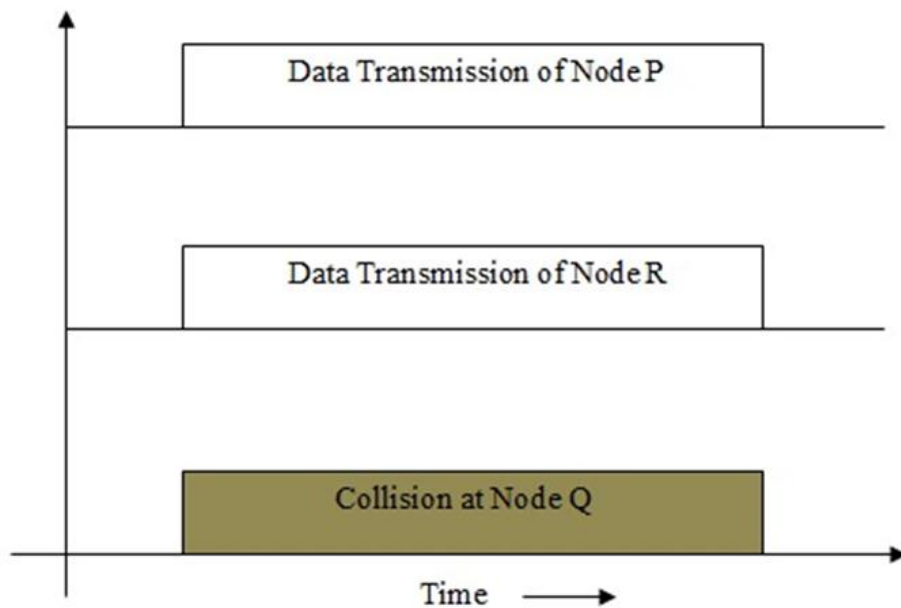 Data Transmission of Node P
Data Transmission of Node R
Collision at Node Q
Time